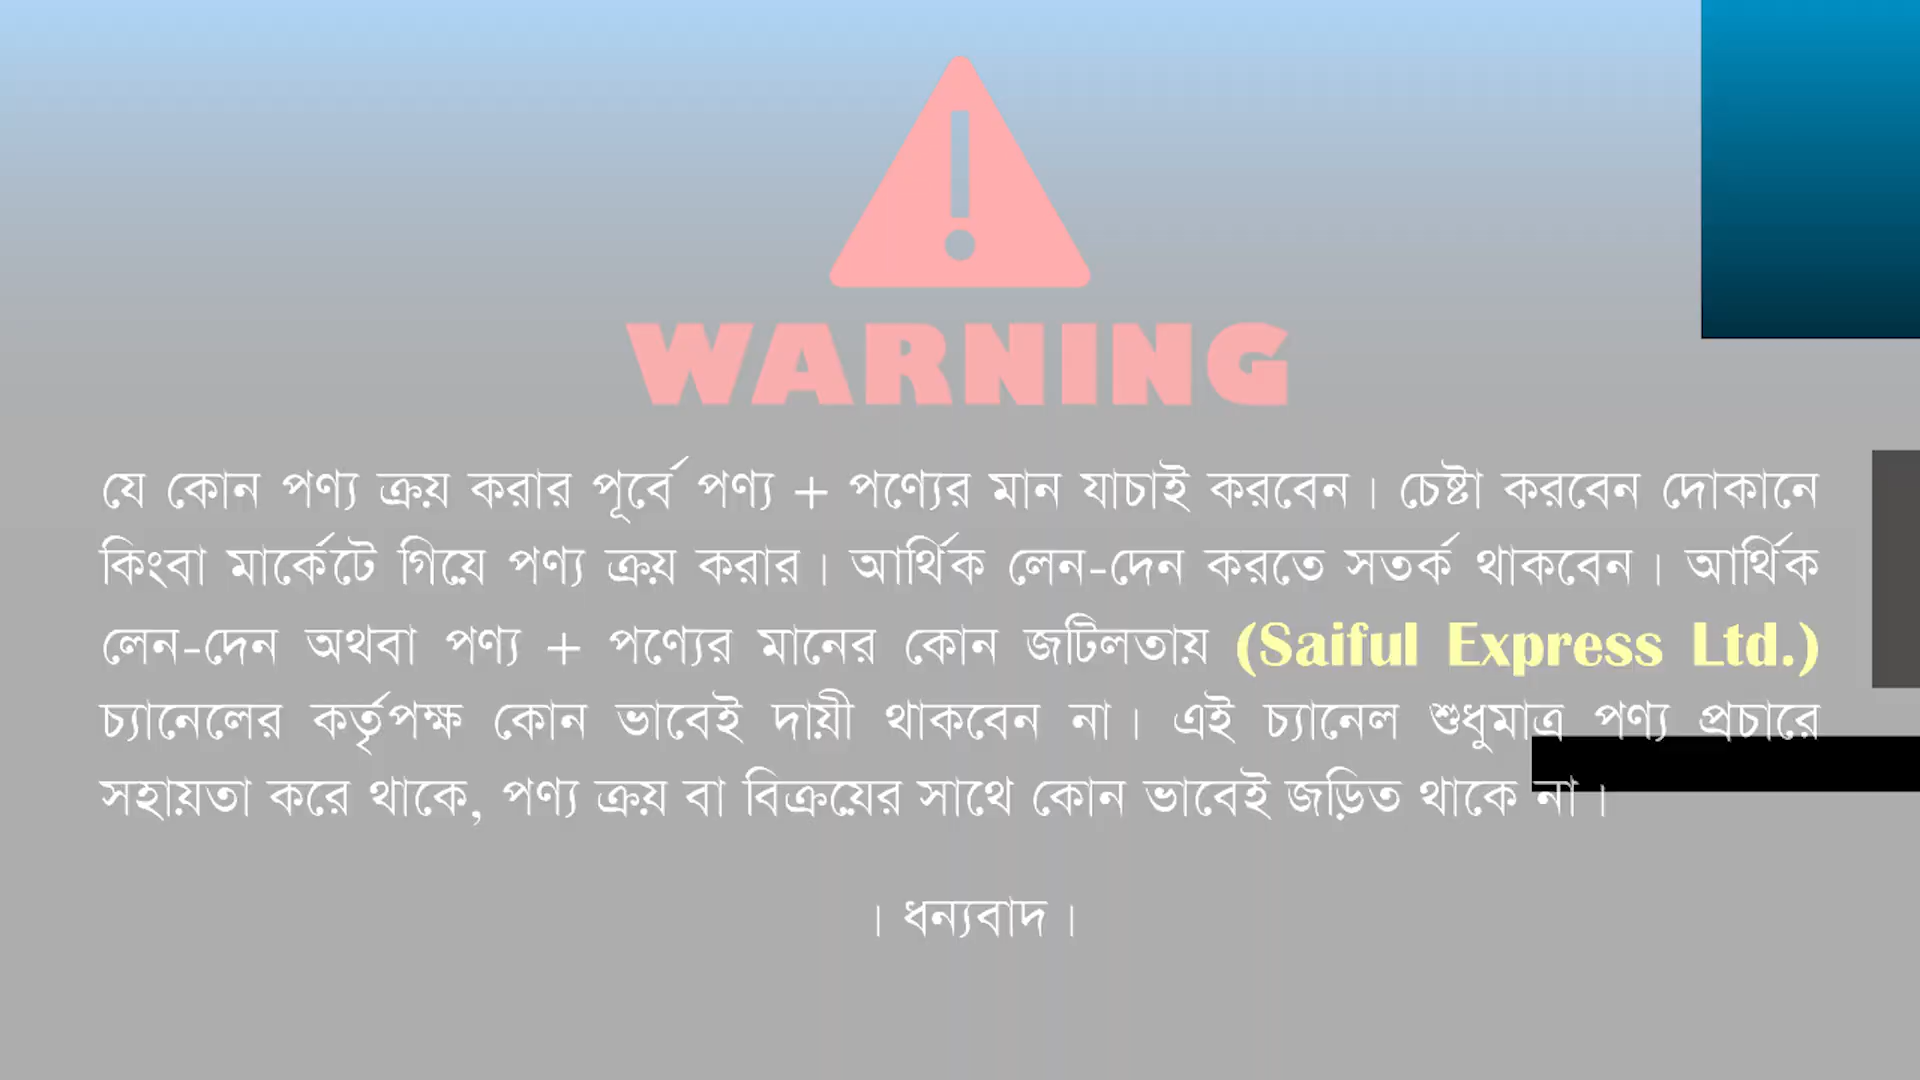 WARNING
যে কোন পণ্য ক্রয় করার পূর্বে পণ্য + পণ্যের মান যাচাই করবেন। চেষ্টা করবেন দোকানে
কিংবা মার্কেটে গিয়ে পণ্য ক্রয় করার। আর্থিক লেন-দেন করতে সতর্ক থাকবেন। আর্থিক
লেন-দেন অথবা পণ্য + পণ্যের মানের কোন জটিলতায় (Saiful Express Ltd.)
চ্যানেলের কর্তৃপক্ষ কোন ভাবেই দায়ী থাকবেন না। এই চ্যানেল শুধুমাত্র পণ্য প্রচারে
সহায়তা করে থাকে, পণ্য ক্রয় বা বিক্রয়ের সাথে কোন ভাবেই জড়িত থাকে না।
। ধন্যবাদ ।